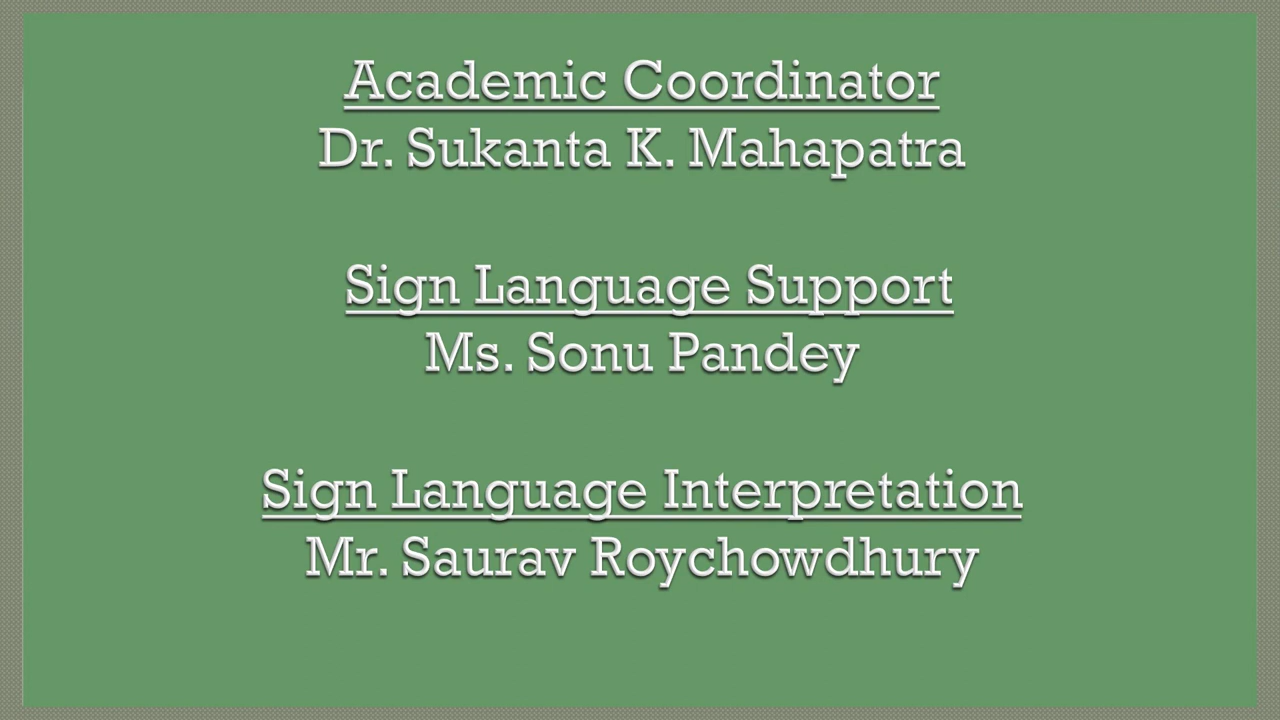 Academic Coordinator
Dr. Sukanta K. Mahapatra
Sign Language Support
Ms. Sonu Pandey
Sign Language Interpretation
Mr. Saurav Roychowdhury